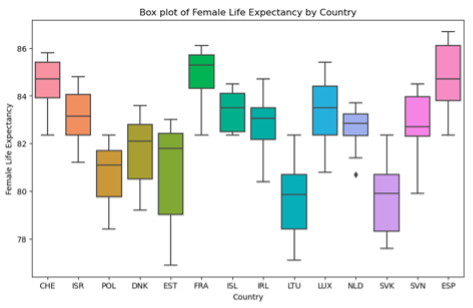 Box plot of Female Life Expectancy by Country
Female Life Expectancy
86
84
82
80
78
CHE ISR POL DNK EST FRA ISL IRL LTU LUX NLD SVK SVN ESP
Country